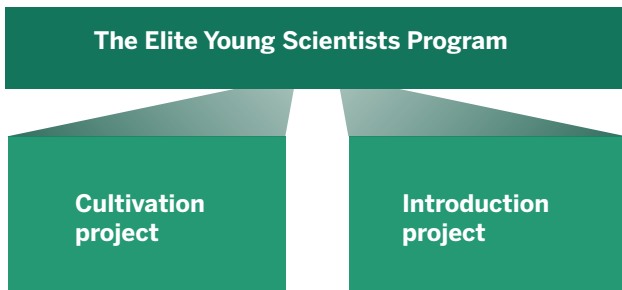 The Elite Young Scientists Program
Cultivation
project
Introduction
project